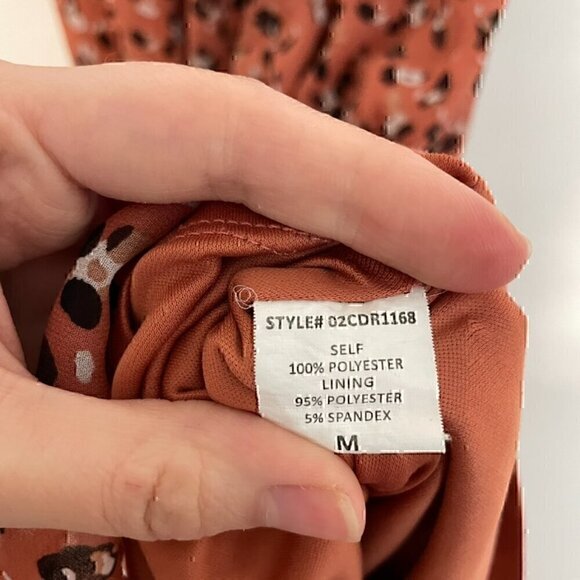 STYLE# 02CDR1168
SELF
100% POLYESTER
LINING
95% POLYESTER
5% SPANDEX
M